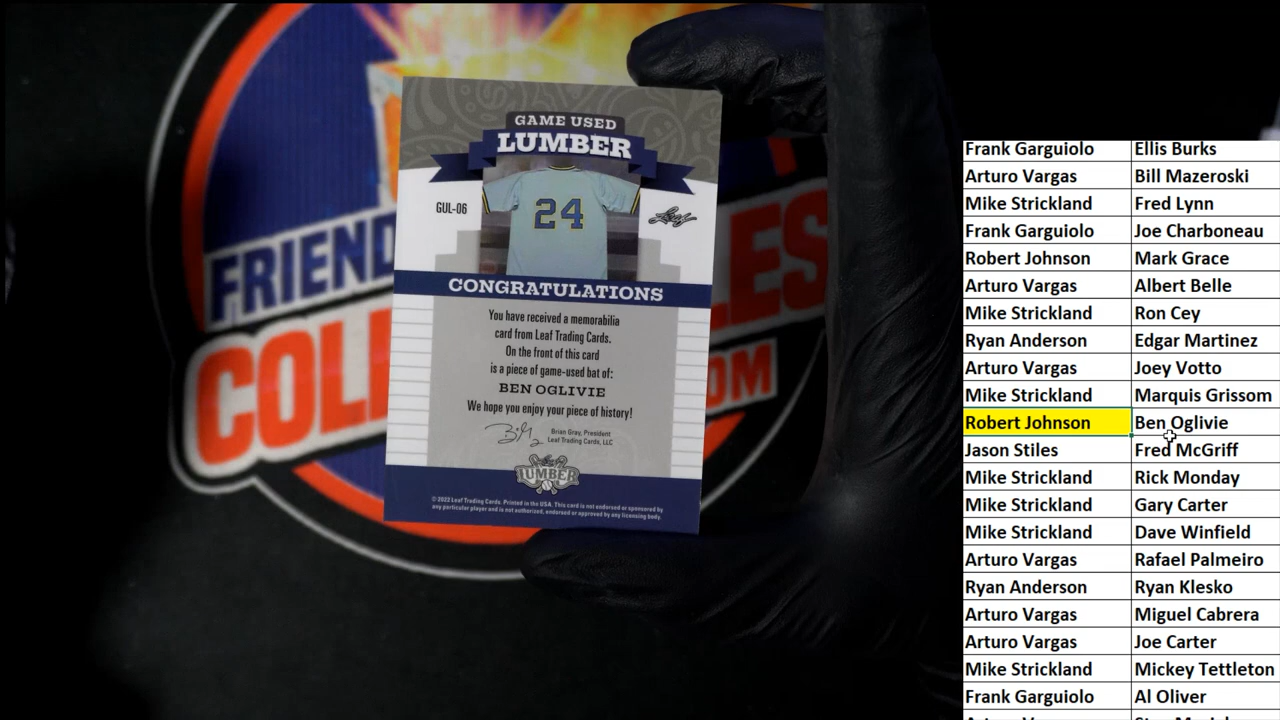 FRIEND
COLL
LES
OM
GAME USED
LUMBER
GUL-06
24
Leaf
CONGRATULATIONS
You have received a memorabilia
card from Leaf Trading Cards.
On the front of this card
is a piece of game-used bat of:
BEN OGLIVIE
We hope you enjoy your piece of history!
Brian Gray, President
Leaf Trading Cards, LLC
Leaf
LUMBER
© 2022 Leaf Trading Cards. Printed in the USA. This card is not endorsed or sponsored by
any particular player and is not authorized, endorsed or approved by any licensing body.
Frank Garguiolo Ellis Burks
Arturo Vargas Bill Mazeroski
Mike Strickland Fred Lynn
Frank Garguiolo Joe Charboneau
Robert Johnson Mark Grace
Arturo Vargas Albert Belle
Mike Strickland Ron Cey
Ryan Anderson Edgar Martinez
Arturo Vargas Joey Votto
Mike Strickland Marquis Grissom
Robert Johnson Ben Oglivie
Jason Stiles Fred McGriff
Mike Strickland Rick Monday
Mike Strickland Gary Carter
Mike Strickland Dave Winfield
Arturo Vargas Rafael Palmeiro
Ryan Anderson Ryan Klesko
Arturo Vargas Miguel Cabrera
Arturo Vargas Joe Carter
Mike Strickland Mickey Tettleton
Frank Garguiolo Al Oliver